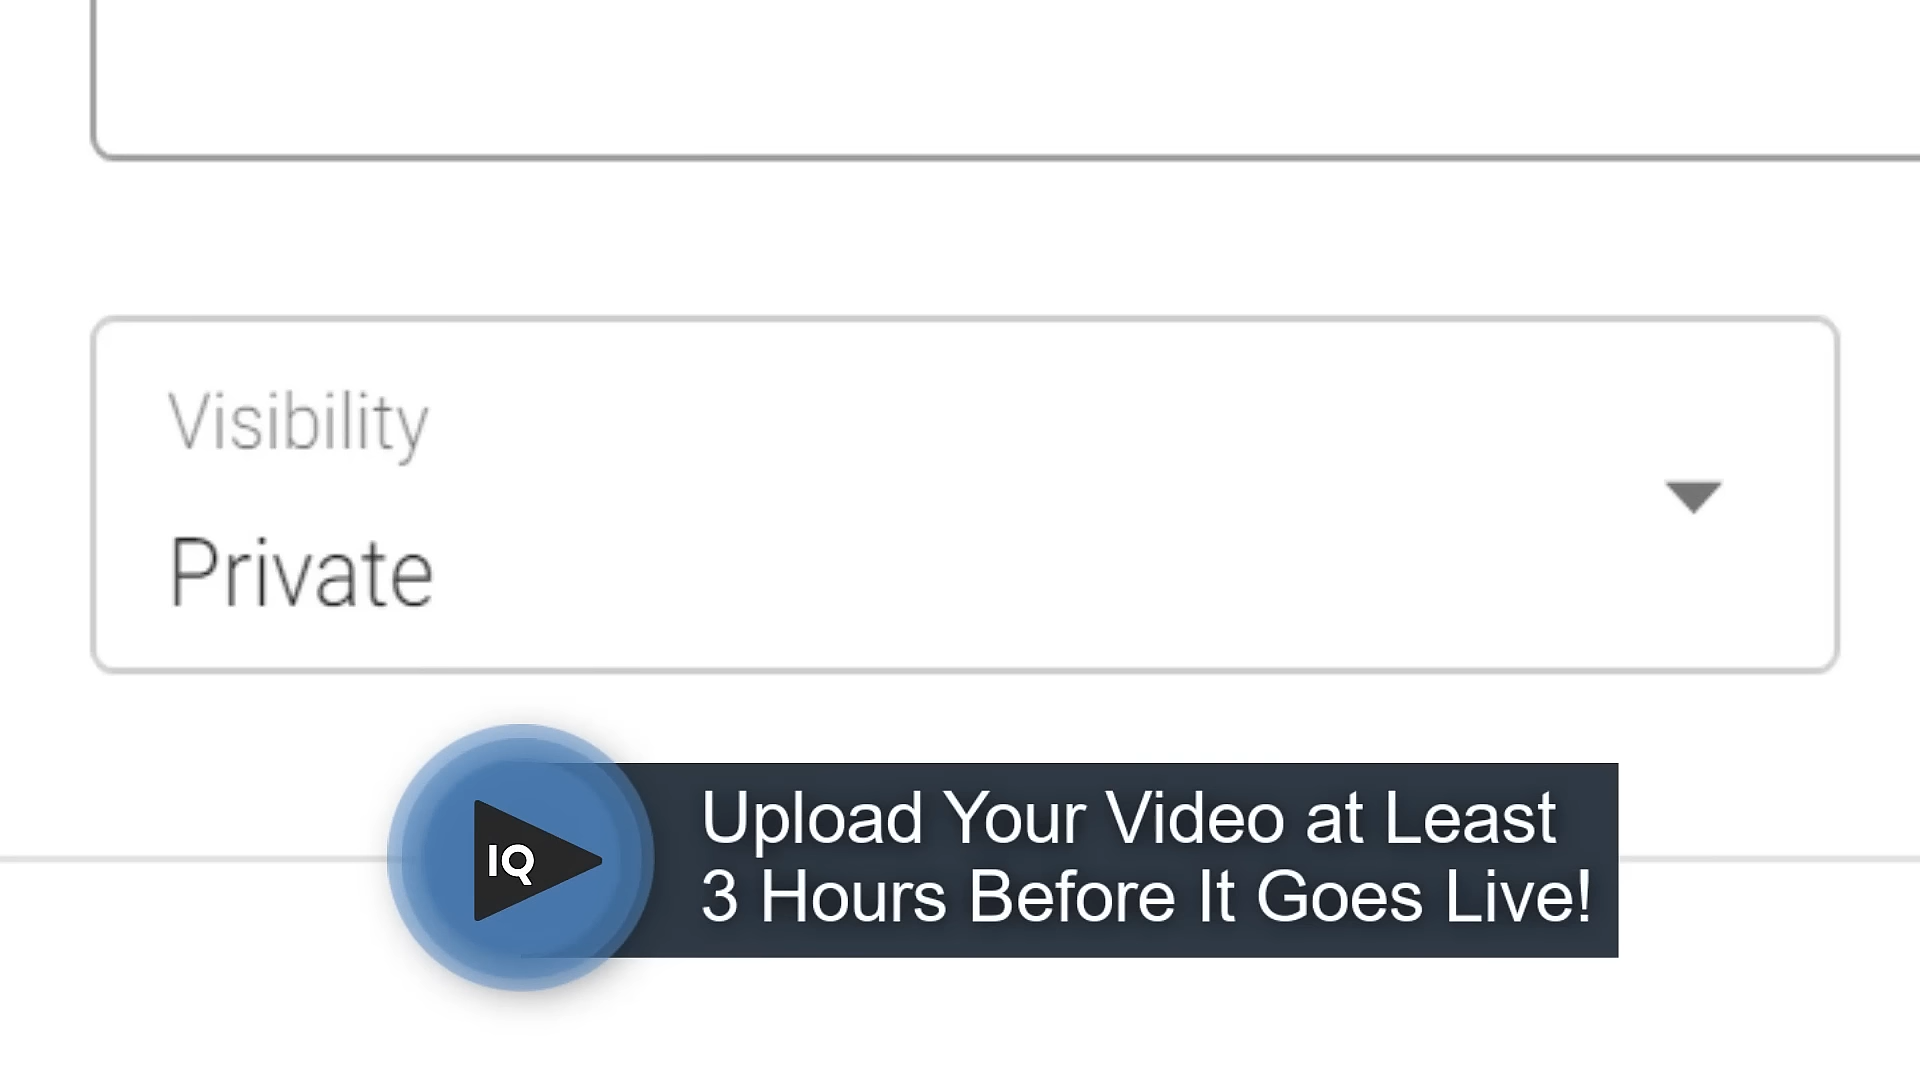 Visibility
Private
IQ
Upload Your Video at Least
3 Hours Before It Goes Live!